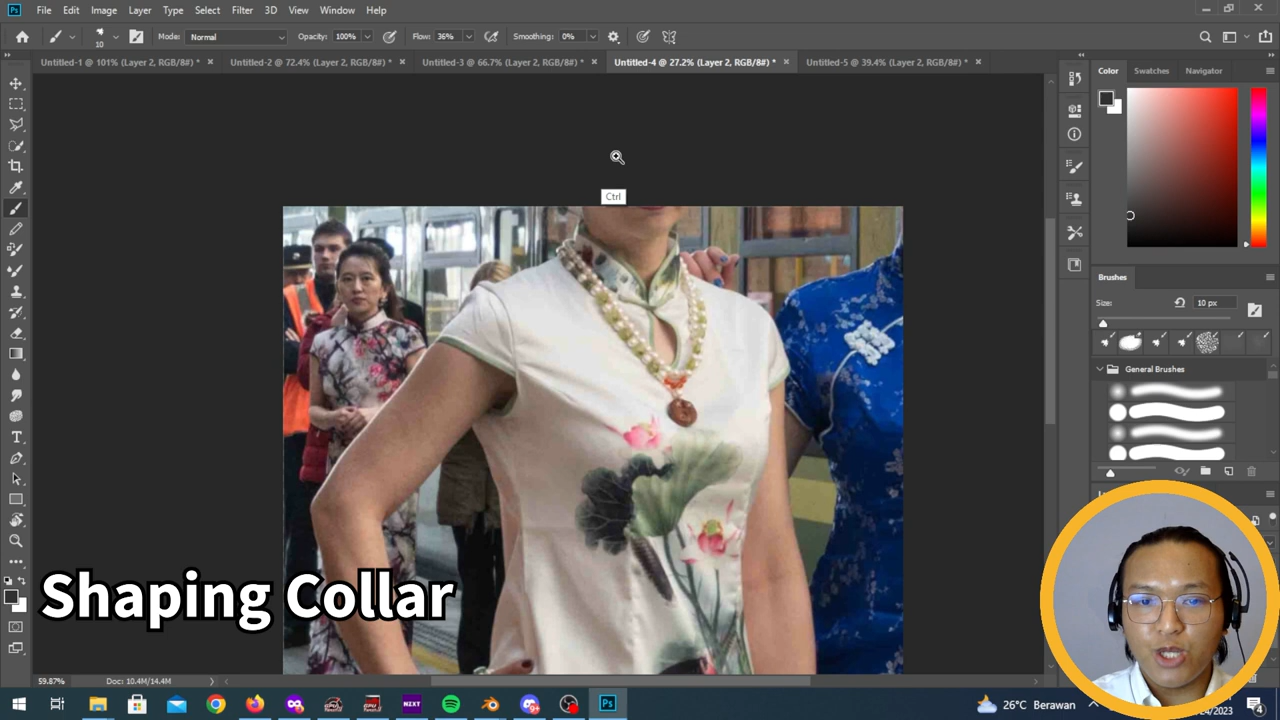 Ps File Edit Image Layer Type Select Filter 3D View Window Help
10 Mode: Normal Opacity: 100% Flow: 36% Smoothing: 0%
Untitled-1 @ 101% (Layer 2, RGB/8#) * Untitled-2 @ 72.4% (Layer 2, RGB/8#) * Untitled-3 @ 66.7% (Layer 2, RGB/8#) * Untitled-4 @ 27.2% (Layer 2, RGB/8#) * Untitled-5 @ 39.4% (Layer 2, RGB/8#) *
Color Swatches Navigator
Ctrl
Brushes
Size: 10 px
General Brushes
Shaping Collar
59.87% Doc: 10.4M/14.4M
NZXT Ps 26°C Berawan